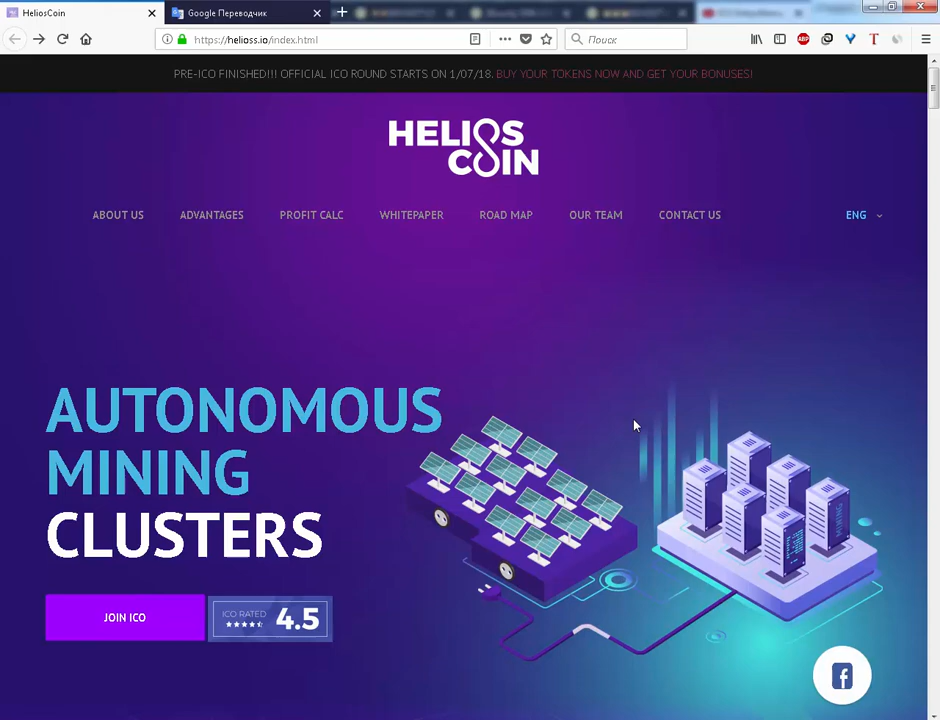 HeliosCoin
Google Переводчик
https://helioss.io/index.html
Поиск
ABP
PRE-ICO FINISHED!!! OFFICIAL ICO ROUND STARTS ON 1/07/18. BUY YOUR TOKENS NOW AND GET YOUR BONUSES!
HELIOS
COIN
ABOUT US
ADVANTAGES
PROFIT CALC
WHITEPAPER
ROAD MAP
OUR TEAM
CONTACT US
ENG
AUTONOMOUS
MINING
CLUSTERS
JOIN ICO
ICO RATED
4.5